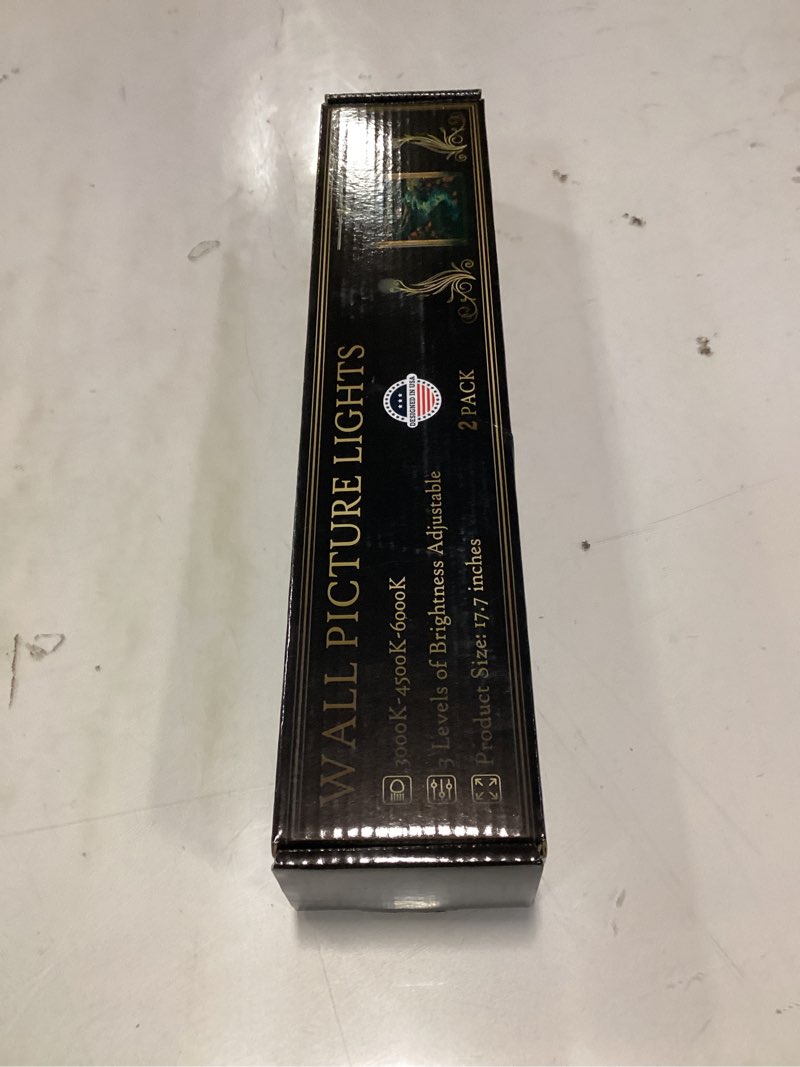 WALL PICTURE LIGHTS
3000K-4500K-6000K
3 Levels of Brightness Adjustable
Product Size: 17.7 inches
DESIGNED IN USA
2 PACK